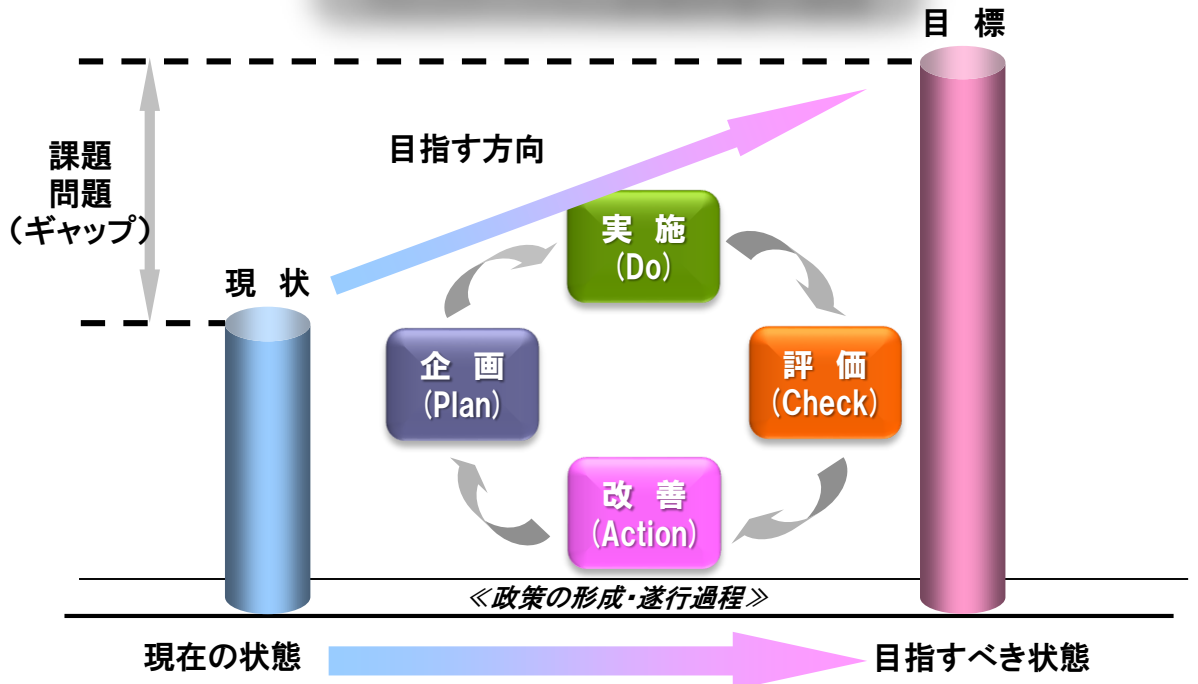 目 標
課題
問題
（ギャップ）
目指す方向
現 状
実 施
(Do)
企 画
(Plan)
評 価
(Check)
改 善
(Action)
≪政策の形成・遂行過程≫
現在の状態
目指すべき状態